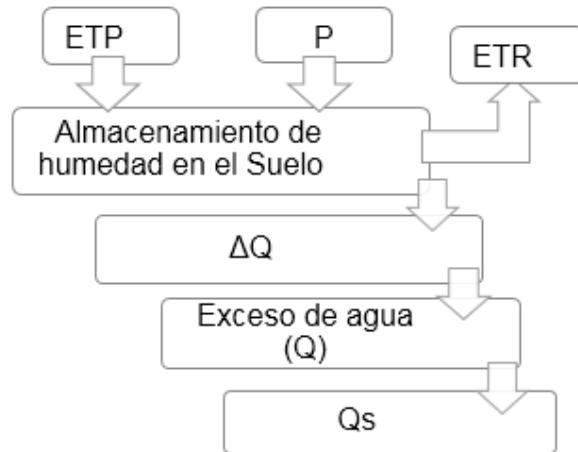 ETP
P
ETR
Almacenamiento de
humedad en el Suelo
ΔQ
Exceso de agua
(Q)
Qs